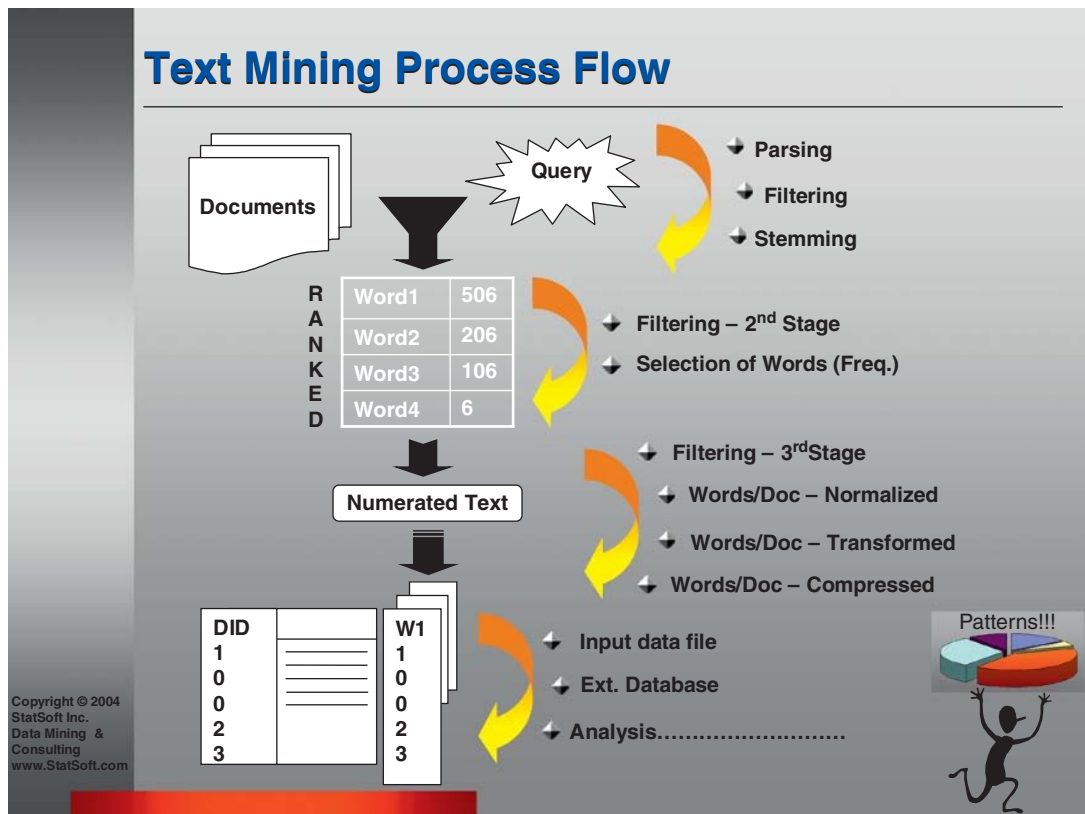 Text Mining Process Flow
Documents
Query
Parsing
Filtering
Stemming
R
A
N
K
E
D
Word1 506
Word2 206
Word3 106
Word4 6
Filtering – 2nd Stage
Selection of Words (Freq.)
Numerated Text
Filtering – 3rdStage
Words/Doc – Normalized
Words/Doc – Transformed
Words/Doc – Compressed
DID
1
0
0
2
3
W1
1
0
0
2
3
Input data file
Ext. Database
Analysis...........................
Patterns!!!
Copyright © 2004
StatSoft Inc.
Data Mining &
Consulting
www.StatSoft.com